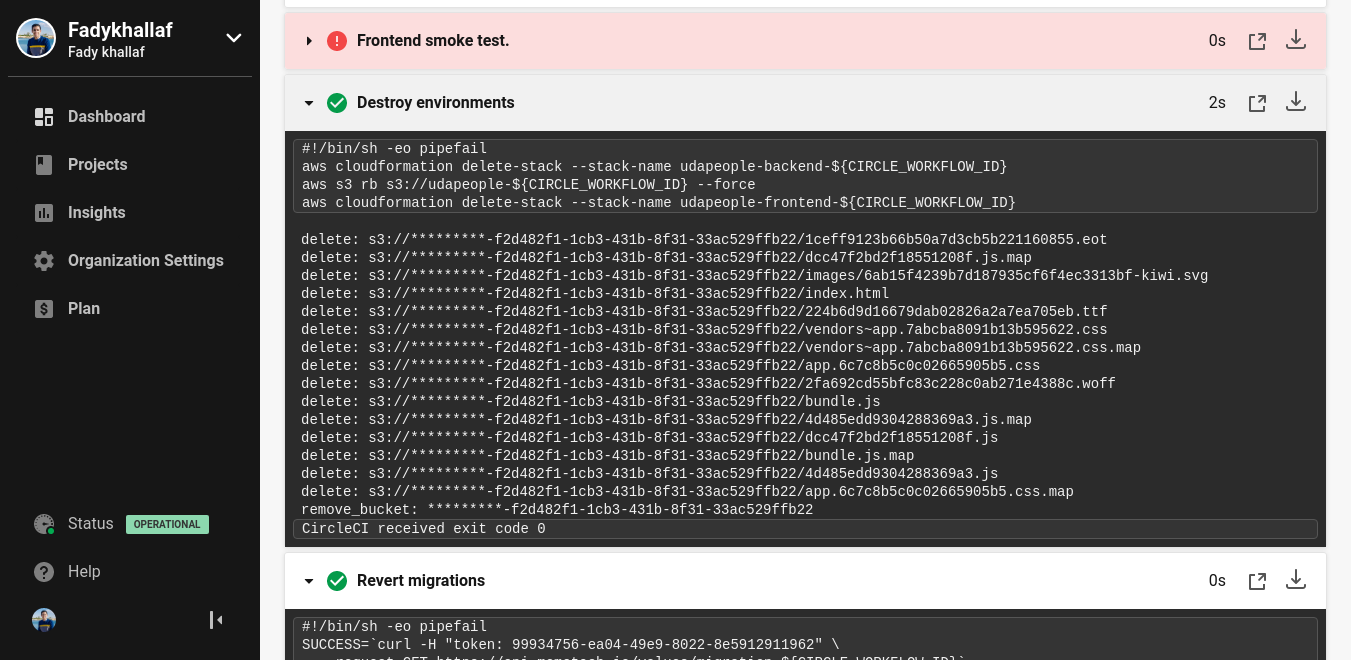 Fadykhallaf
Fady khallaf
Dashboard
Projects
Insights
Organization Settings
Plan
Status OPERATIONAL
Help
Frontend smoke test. 0s
Destroy environments 2s
#!/bin/sh -eo pipefail
aws cloudformation delete-stack --stack-name udapeople-backend-${CIRCLE_WORKFLOW_ID}
aws s3 rb s3://udapeople-${CIRCLE_WORKFLOW_ID} --force
aws cloudformation delete-stack --stack-name udapeople-frontend-${CIRCLE_WORKFLOW_ID}
delete: s3://*********-f2d482f1-1cb3-431b-8f31-33ac529ffb22/1ceff9123b66b50a7d3cb5b221160855.eot
delete: s3://*********-f2d482f1-1cb3-431b-8f31-33ac529ffb22/dcc47f2bd2f18551208f.js.map
delete: s3://*********-f2d482f1-1cb3-431b-8f31-33ac529ffb22/images/6ab15f4239b7d187935cf6f4ec3313bf-kiwi.svg
delete: s3://*********-f2d482f1-1cb3-431b-8f31-33ac529ffb22/index.html
delete: s3://*********-f2d482f1-1cb3-431b-8f31-33ac529ffb22/224b6d9d16679dab02826a2a7ea705eb.ttf
delete: s3://*********-f2d482f1-1cb3-431b-8f31-33ac529ffb22/vendors~app.7abcba8091b13b595622.css
delete: s3://*********-f2d482f1-1cb3-431b-8f31-33ac529ffb22/vendors~app.7abcba8091b13b595622.css.map
delete: s3://*********-f2d482f1-1cb3-431b-8f31-33ac529ffb22/app.6c7c8b5c0c02665905b5.css
delete: s3://*********-f2d482f1-1cb3-431b-8f31-33ac529ffb22/2fa692cd55bfc83c228c0ab271e4388c.woff
delete: s3://*********-f2d482f1-1cb3-431b-8f31-33ac529ffb22/bundle.js
delete: s3://*********-f2d482f1-1cb3-431b-8f31-33ac529ffb22/4d485edd9304288369a3.js.map
delete: s3://*********-f2d482f1-1cb3-431b-8f31-33ac529ffb22/dcc47f2bd2f18551208f.js
delete: s3://*********-f2d482f1-1cb3-431b-8f31-33ac529ffb22/bundle.js.map
delete: s3://*********-f2d482f1-1cb3-431b-8f31-33ac529ffb22/4d485edd9304288369a3.js
delete: s3://*********-f2d482f1-1cb3-431b-8f31-33ac529ffb22/app.6c7c8b5c0c02665905b5.css.map
remove_bucket: *********-f2d482f1-1cb3-431b-8f31-33ac529ffb22
CircleCI received exit code 0
Revert migrations 0s
#!/bin/sh -eo pipefail
SUCCESS=`curl -H "token: 99934756-ea04-49e9-8022-8e5912911962" \